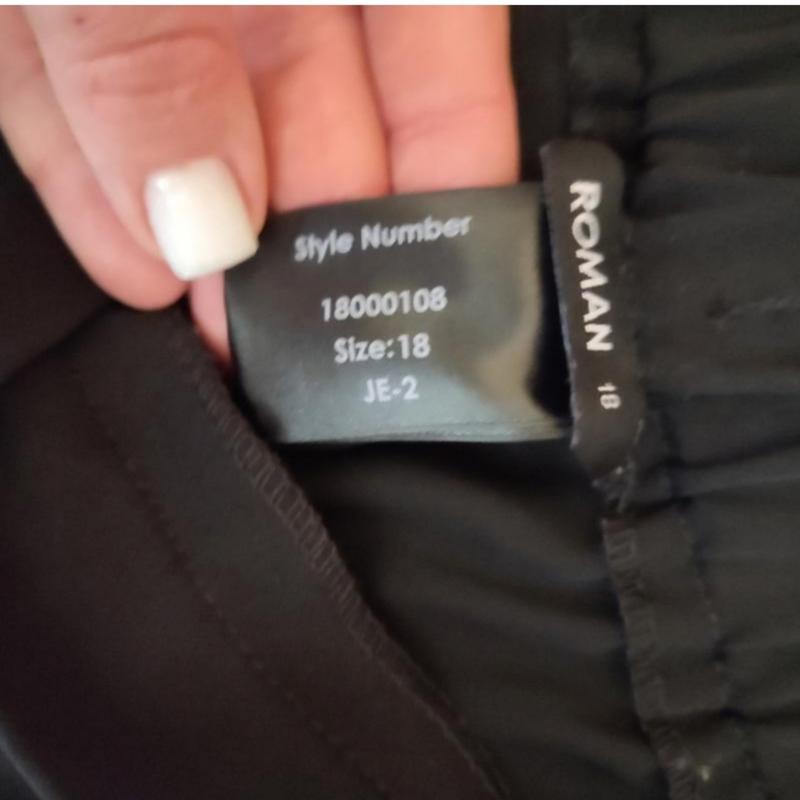 Style Number
18000108
Size:18
JE-2
ROMAN 18